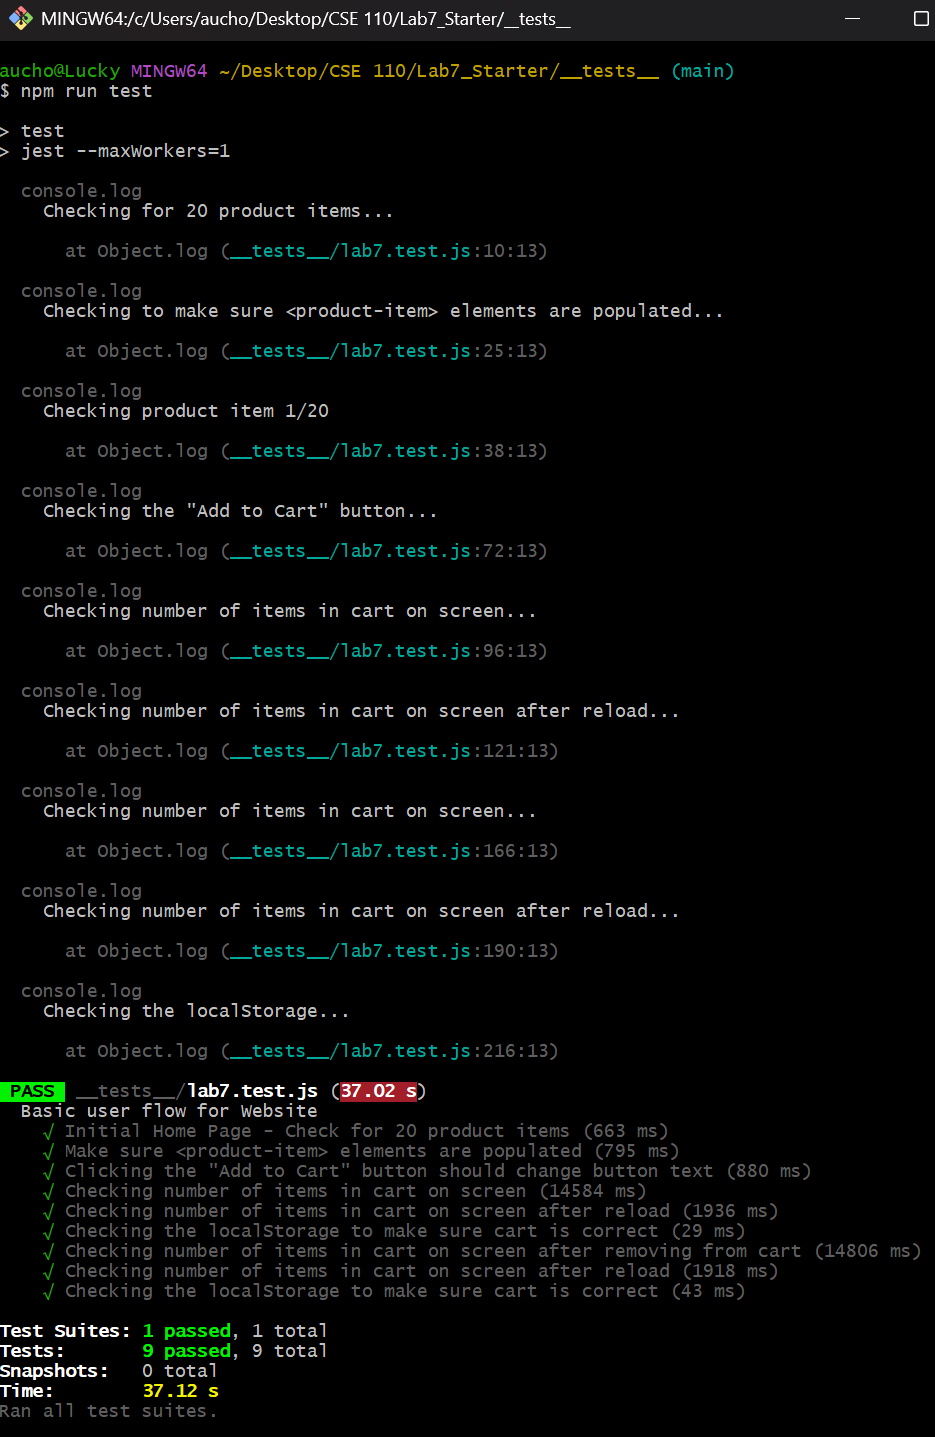 MINGW64:/c/Users/aucho/Desktop/CSE 110/Lab7_Starter/__tests__
aucho@Lucky MINGW64 ~/Desktop/CSE 110/Lab7_Starter/__tests__ (main)
$ npm run test
> test
> jest --maxWorkers=1
console.log
Checking for 20 product items...
at Object.log (__tests__/lab7.test.js:10:13)
console.log
Checking to make sure <product-item> elements are populated...
at Object.log (__tests__/lab7.test.js:25:13)
console.log
Checking product item 1/20
at Object.log (__tests__/lab7.test.js:38:13)
console.log
Checking the "Add to Cart" button...
at Object.log (__tests__/lab7.test.js:72:13)
console.log
Checking number of items in cart on screen...
at Object.log (__tests__/lab7.test.js:96:13)
console.log
Checking number of items in cart on screen after reload...
at Object.log (__tests__/lab7.test.js:121:13)
console.log
Checking number of items in cart on screen...
at Object.log (__tests__/lab7.test.js:166:13)
console.log
Checking number of items in cart on screen after reload...
at Object.log (__tests__/lab7.test.js:190:13)
console.log
Checking the localStorage...
at Object.log (__tests__/lab7.test.js:216:13)
PASS __tests__/lab7.test.js (37.02 s)
Basic user flow for Website
√ Initial Home Page - Check for 20 product items (663 ms)
√ Make sure <product-item> elements are populated (795 ms)
√ Clicking the "Add to Cart" button should change button text (880 ms)
√ Checking number of items in cart on screen (14584 ms)
√ Checking number of items in cart on screen after reload (1936 ms)
√ Checking the localStorage to make sure cart is correct (29 ms)
√ Checking number of items in cart on screen after removing from cart (14806 ms)
√ Checking number of items in cart on screen after reload (1918 ms)
√ Checking the localStorage to make sure cart is correct (43 ms)
Test Suites: 1 passed, 1 total
Tests: 9 passed, 9 total
Snapshots: 0 total
Time: 37.12 s
Ran all test suites.